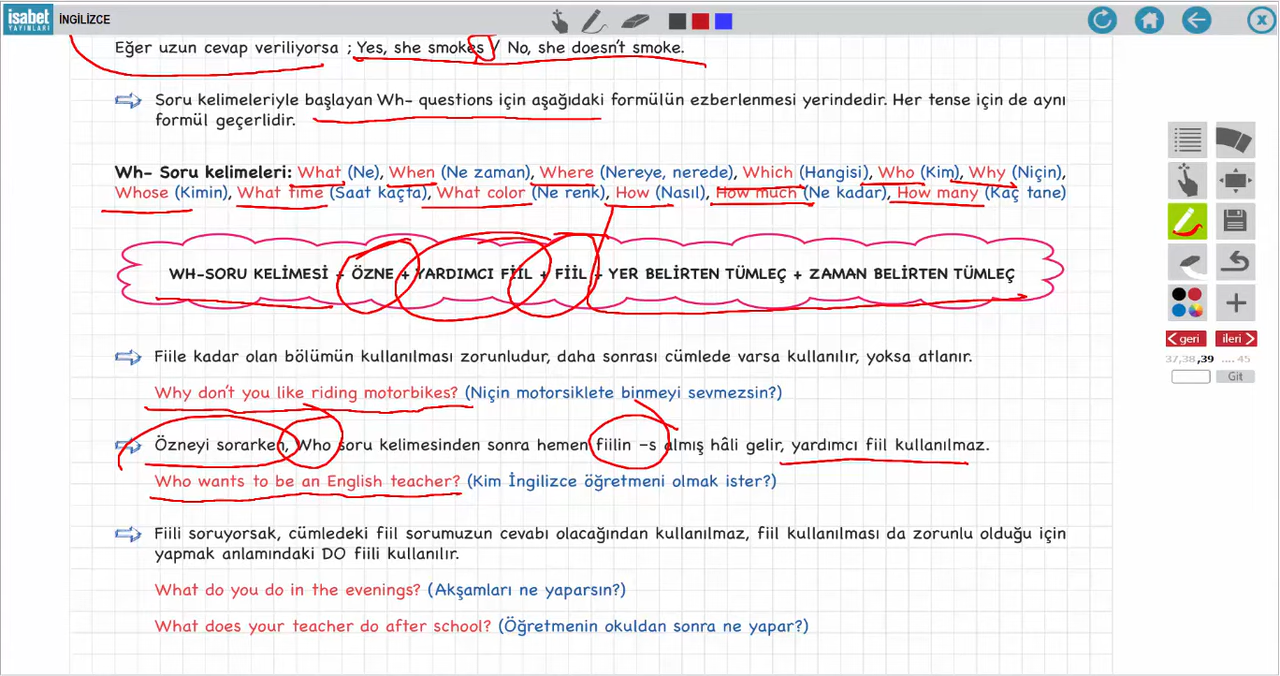 isabet
YAYINLARI
İNGİLİZCE
Eğer uzun cevap veriliyorsa ; Yes, she smokes / No, she doesn't smoke.
Soru kelimeleriyle başlayan Wh- questions için aşağıdaki formülün ezberlenmesi yerindedir. Her tense için de aynı
formül geçerlidir.
Wh- Soru kelimeleri: What (Ne), When (Ne zaman), Where (Nereye, nerede), Which (Hangisi), Who (Kim), Why (Niçin),
Whose (Kimin), What time (Saat kaçta), What color (Ne renk), How (Nasıl), How much (Ne kadar), How many (Kaç tane)
WH-SORU KELİMESİ + ÖZNE + YARDIMCI FİİL + FİİL + YER BELİRTEN TÜMLEÇ + ZAMAN BELİRTEN TÜMLEÇ
Fiile kadar olan bölümün kullanılması zorunludur, daha sonrası cümlede varsa kullanılır, yoksa atlanır.
Why don't you like riding motorbikes? (Niçin motorsiklete binmeyi sevmezsin?)
Özneyi sorarken, Who soru kelimesinden sonra hemen fiilin -s almış hâli gelir, yardımcı fiil kullanılmaz.
Who wants to be an English teacher? (Kim İngilizce öğretmeni olmak ister?)
Fiili soruyorsak, cümledeki fiil sorumuzun cevabı olacağından kullanılmaz, fiil kullanılması da zorunlu olduğu için
yapmak anlamındaki DO fiili kullanılır.
What do you do in the evenings? (Akşamları ne yaparsın?)
What does your teacher do after school? (Öğretmenin okuldan sonra ne yapar?)
geri ileri
37,38,39 .... 45
Git